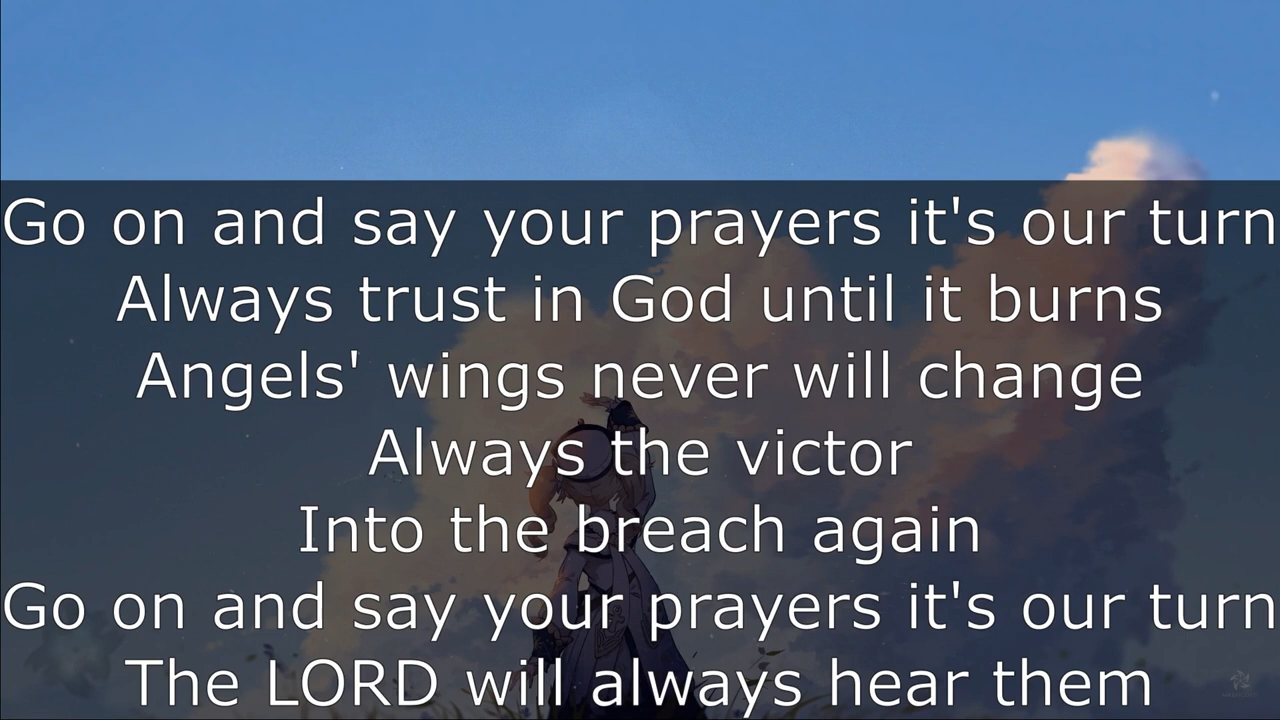 Go on and say your prayers it's our turn
Always trust in God until it burns
Angels' wings never will change
Always the victor
Into the breach again
Go on and say your prayers it's our turn
The LORD will always hear them